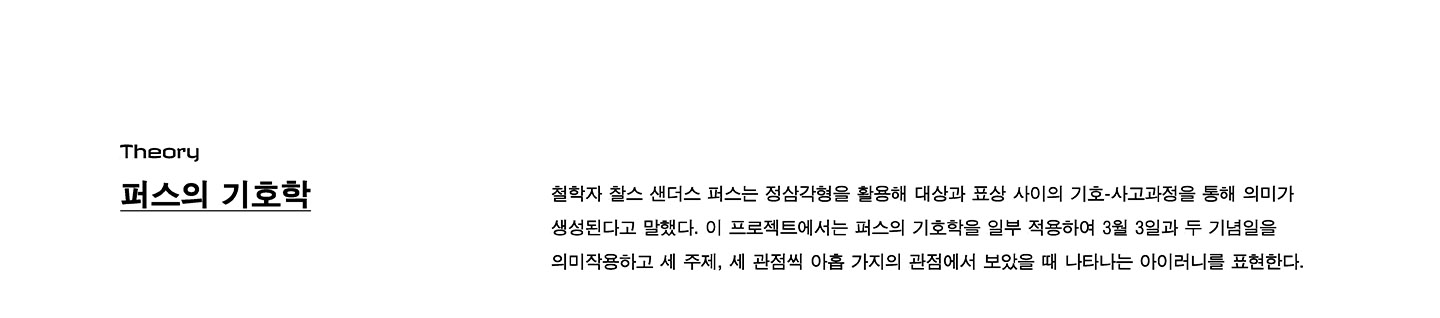 Theory
퍼스의 기호학
철학자 찰스 샌더스 퍼스는 정삼각형을 활용해 대상과 표상 사이의 기호-사고과정을 통해 의미가
생성된다고 말했다. 이 프로젝트에서는 퍼스의 기호학을 일부 적용하여 3월 3일과 두 기념일을
의미작용하고 세 주제, 세 관점씩 아홉 가지의 관점에서 보았을 때 나타나는 아이러니를 표현한다.